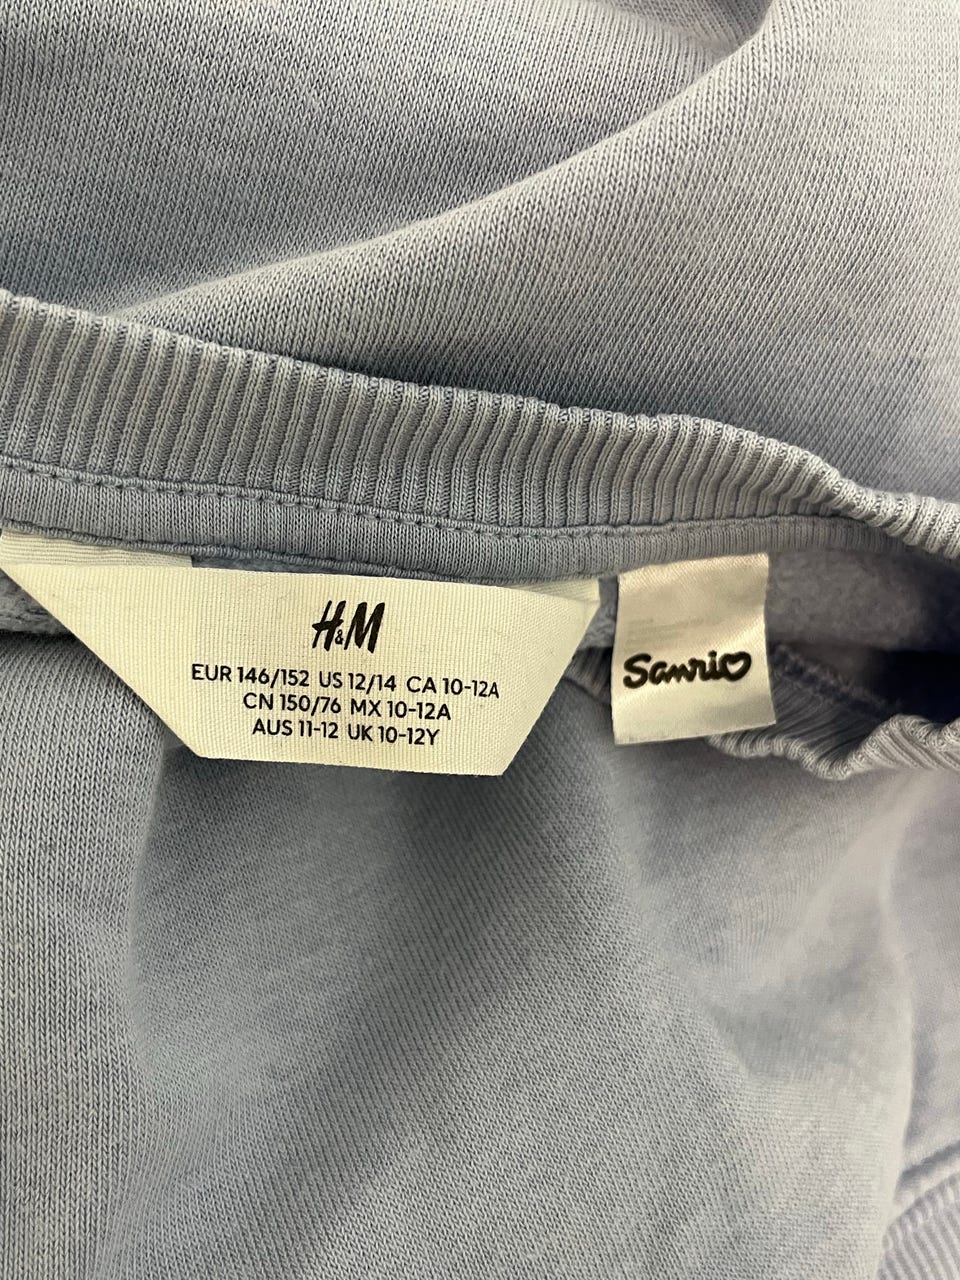 H&M
EUR 146/152 US 12/14 CA 10-12A
CN 150/76 MX 10-12A
AUS 11-12 UK 10-12Y
Sanrio